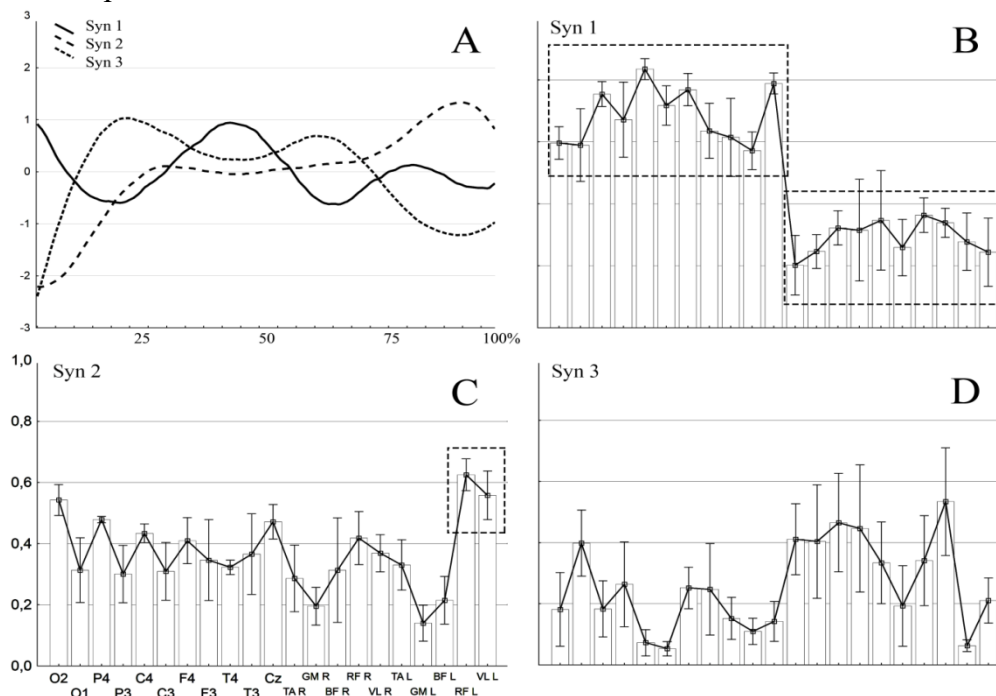 3
2
1
0
-1
-2
-3
Syn 1
Syn 2
Syn 3
A
25
50
75
100%
Syn 1
B
Syn 2
C
1,0
0,8
0,6
0,4
0,2
0,0
O2 P4 C4 F4 T4 Cz GM R RF R TA L BF L VL L
O1 P3 C3 F3 T3 TA R BF R VL R GM L RF L
Syn 3
D